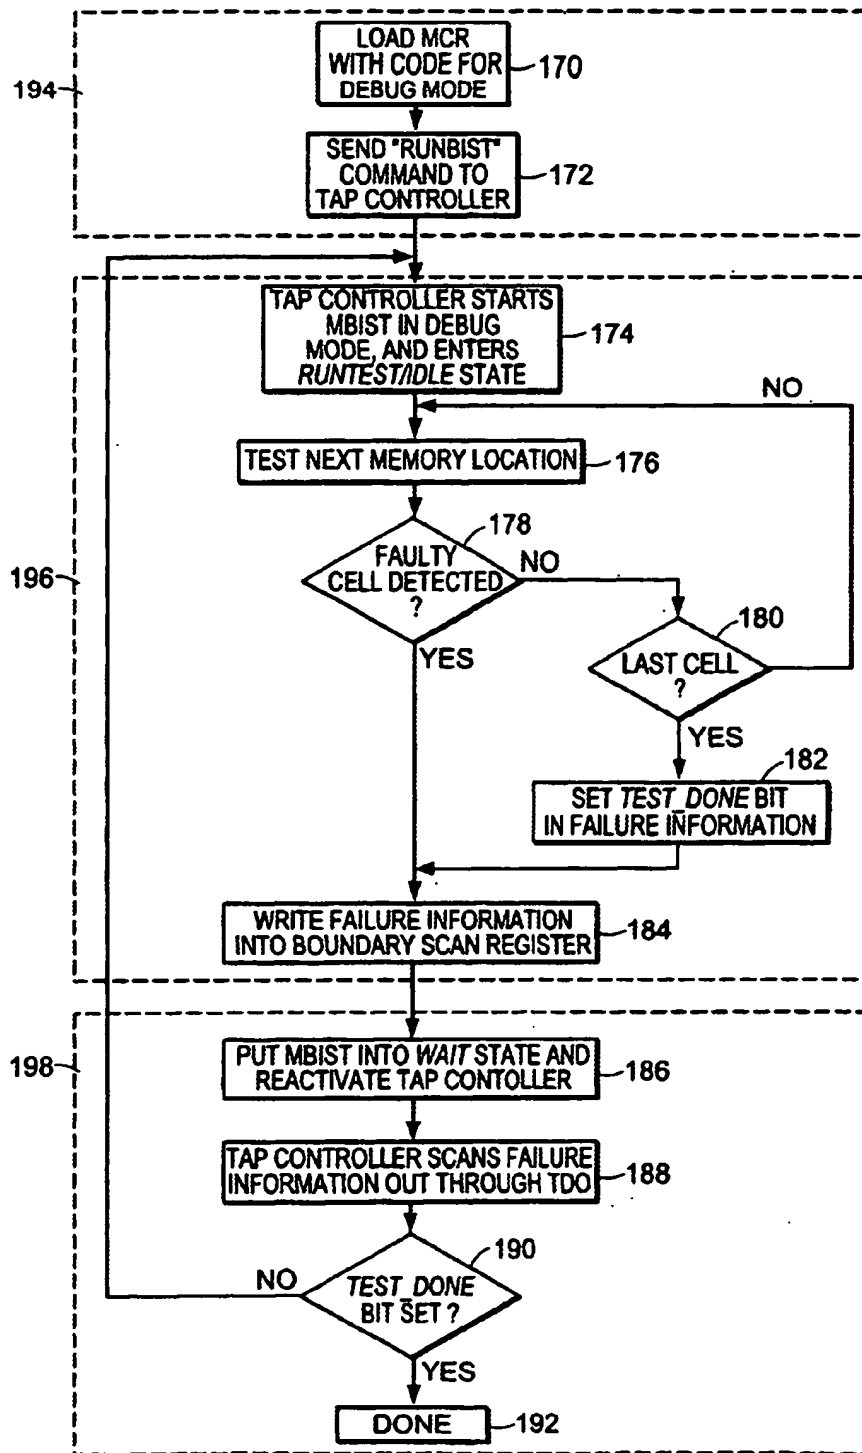 LOAD MCR
WITH CODE FOR
DEBUG MODE
170
194
SEND "RUNBIST"
COMMAND TO
TAP CONTROLLER
172
TAP CONTROLLER STARTS
MBIST IN DEBUG
MODE, AND ENTERS
RUNTEST/IDLE STATE
174
NO
TEST NEXT MEMORY LOCATION
176
178
FAULTY
CELL DETECTED
?
NO
196
180
LAST CELL
?
YES
YES
182
SET TEST_DONE BIT
IN FAILURE INFORMATION
WRITE FAILURE INFORMATION
INTO BOUNDARY SCAN REGISTER
184
198
PUT MBIST INTO WAIT STATE AND
REACTIVATE TAP CONTOLLER
186
TAP CONTROLLER SCANS FAILURE
INFORMATION OUT THROUGH TDO
188
190
NO
TEST_DONE
BIT SET ?
YES
DONE
192